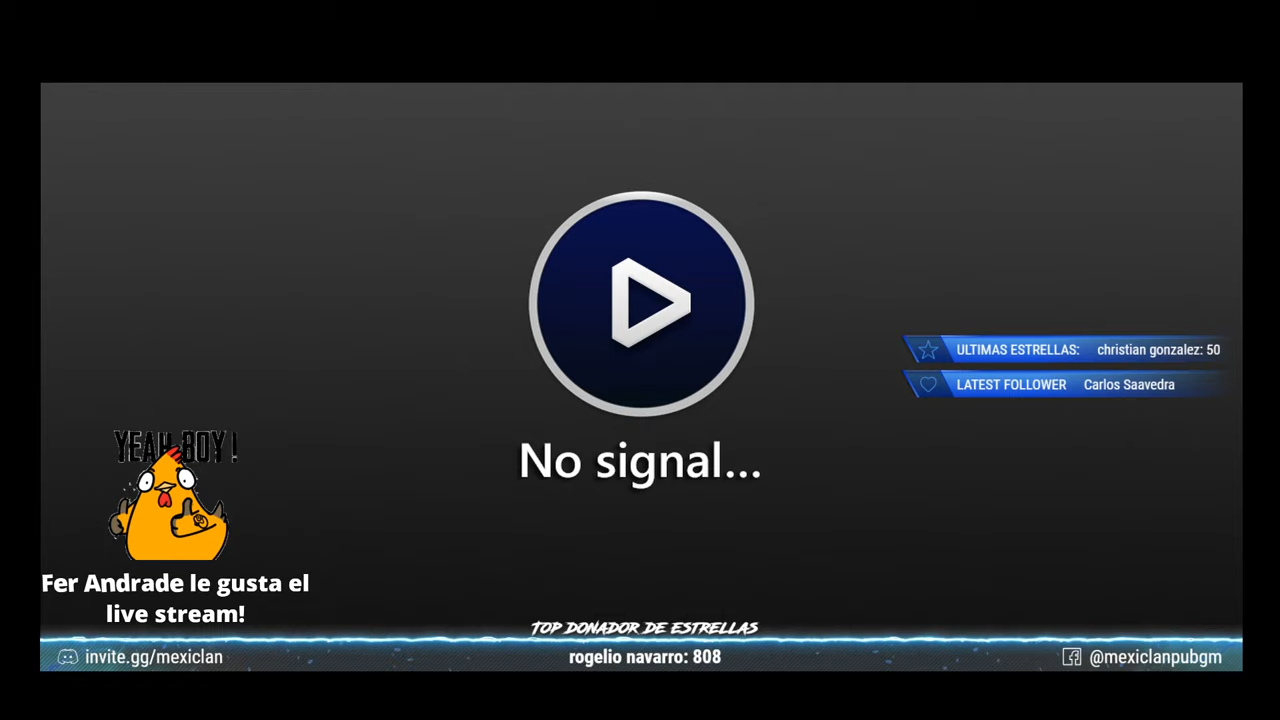 ULTIMAS ESTRELLAS: christian gonzalez: 50
LATEST FOLLOWER Carlos Saavedra
YEAH BOY!
No signal...
Fer Andrade le gusta el
live stream!
TOP DONADOR DE ESTRELLAS
invite.gg/mexiclan
rogelio navarro: 808
@mexiclanpubgm